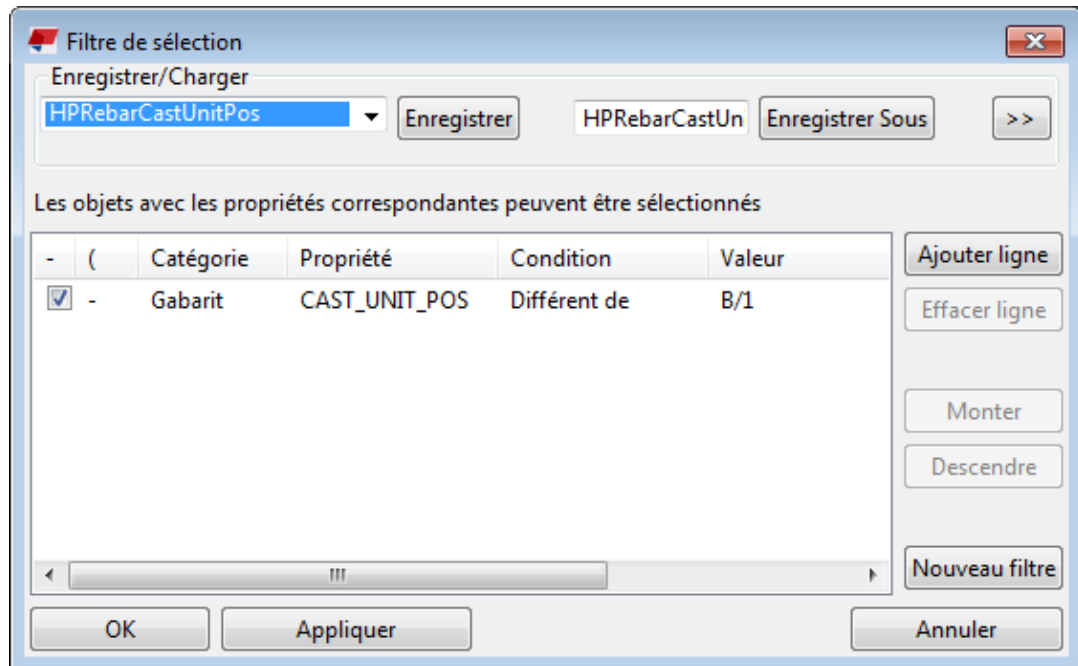 Filtre de sélection
Enregistrer/Charger
HPRebarCastUnitPos Enregistrer HPRebarCastUn Enregistrer Sous >>
Les objets avec les propriétés correspondantes peuvent être sélectionnés
- ( Catégorie Propriété Condition Valeur Ajouter ligne
- Gabarit CAST_UNIT_POS Différent de B/1
Effacer ligne
Monter
Descendre
Nouveau filtre
OK Appliquer Annuler